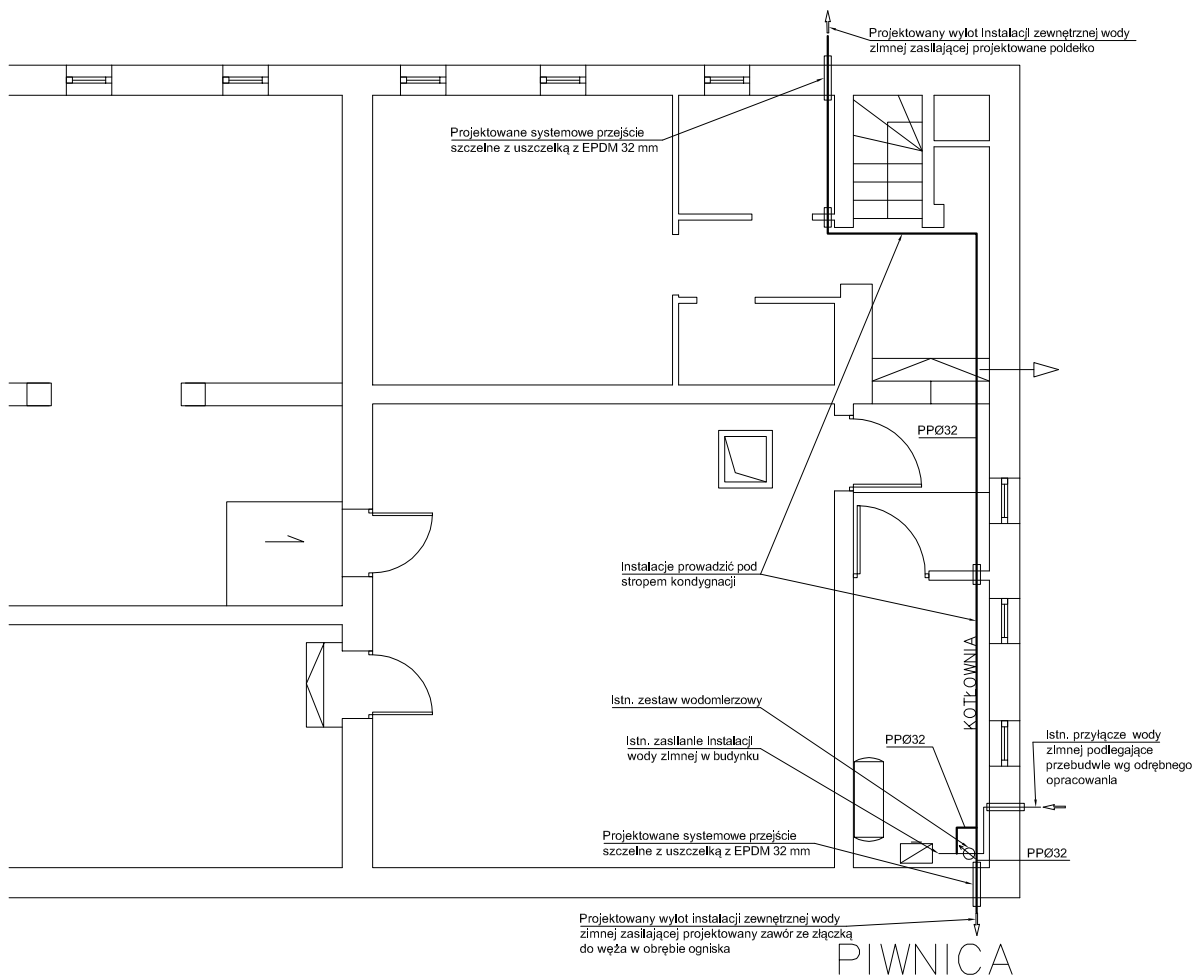 Projektowany wylot instalacji zewnętrznej wody
zimnej zasilającej projektowane poidełko
Projektowane systemowe przejście
szczelne z uszczelką z EPDM 32 mm
PPØ32
Instalacje prowadzić pod
stropem kondygnacji
KOTŁOWNIA
Istn. zestaw wodomierzowy
Istn. zasilanie instalacji
wody zimnej w budynku
PPØ32
Istn. przyłącze wody
zimnej podlegające
przebudwie wg odrębnego
opracowania
Projektowane systemowe przejście
szczelne z uszczelką z EPDM 32 mm
PPØ32
Projektowany wylot instalacji zewnętrznej wody
zimnej zasilającej projektowany zawór ze złączką
do węża w obrębie ogniska
PIWNICA